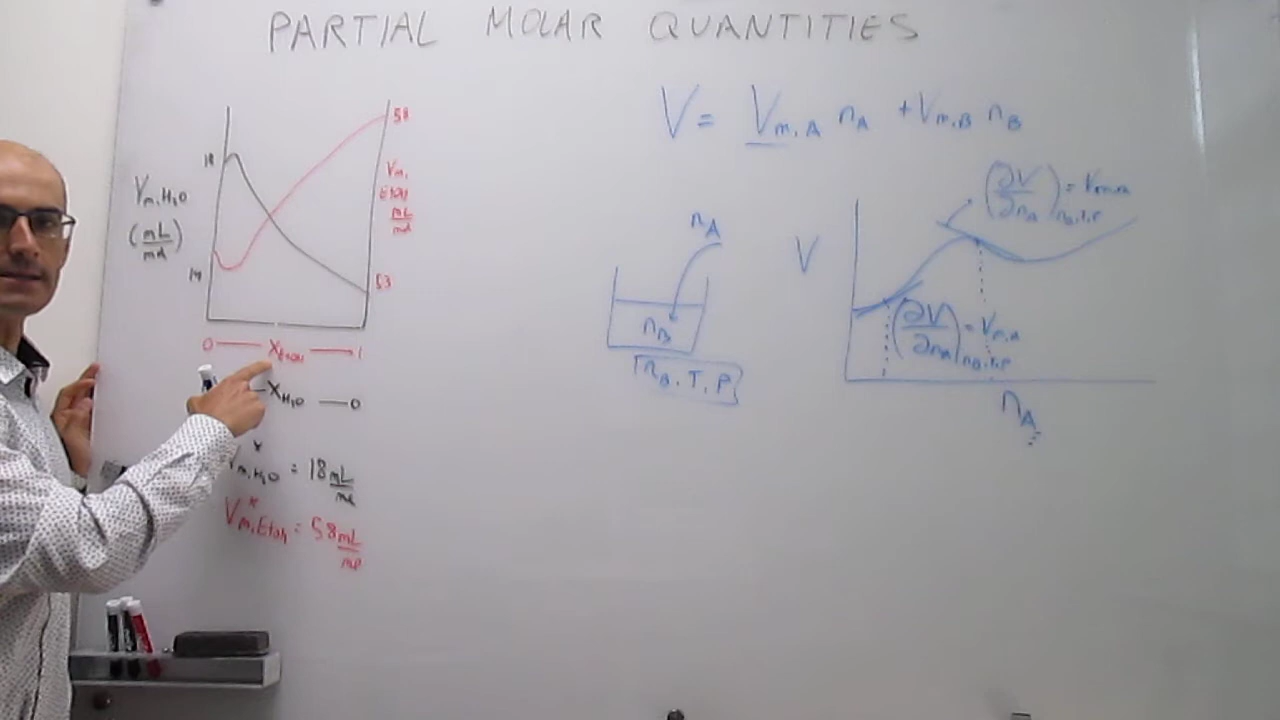 PARTIAL MOLAR QUANTITIES
V = Vm,A nA + Vm,B nB
18
Vm,H2O
(mL/mol)
14
58
Vm,
EtOH
mL/mol
53
0 — XEtOH — 1
— XH2O — 0
V*m,H2O = 18 mL/mol
V*m,EtOH = 58 mL/mol
nA
nB
nB, T, P
V
(∂V/∂nA)nB,T,P = Vm,A
(∂V/∂nA)nB,T,P = Vm,A
nA